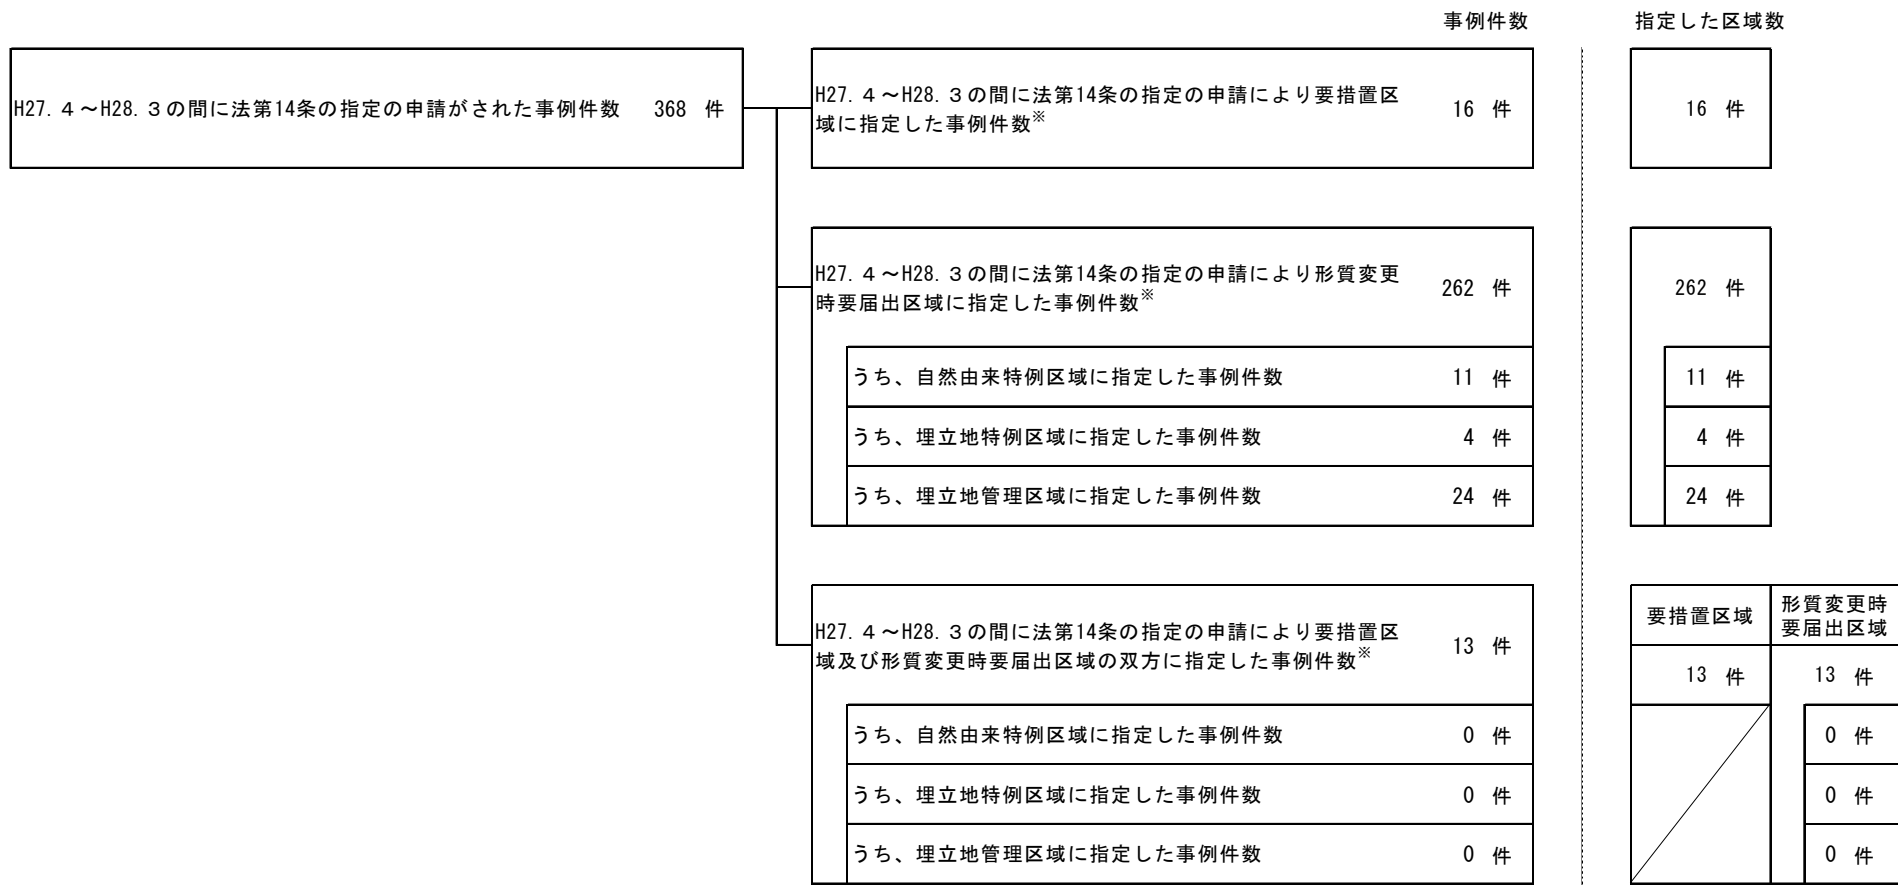 事例件数 指定した区域数
H27.４～H28.３の間に法第14条の指定の申請がされた事例件数 368 件
H27.４～H28.３の間に法第14条の指定の申請により要措置区
域に指定した事例件数※
16 件
16 件
H27.４～H28.３の間に法第14条の指定の申請により形質変更
時要届出区域に指定した事例件数※
262 件
262 件
うち、自然由来特例区域に指定した事例件数 11 件
11 件
うち、埋立地特例区域に指定した事例件数 4 件
4 件
うち、埋立地管理区域に指定した事例件数 24 件
24 件
H27.４～H28.３の間に法第14条の指定の申請により要措置区
域及び形質変更時要届出区域の双方に指定した事例件数※
13 件
要措置区域
形質変更時
要届出区域
13 件
13 件
うち、自然由来特例区域に指定した事例件数 0 件
0 件
うち、埋立地特例区域に指定した事例件数 0 件
0 件
うち、埋立地管理区域に指定した事例件数 0 件
0 件